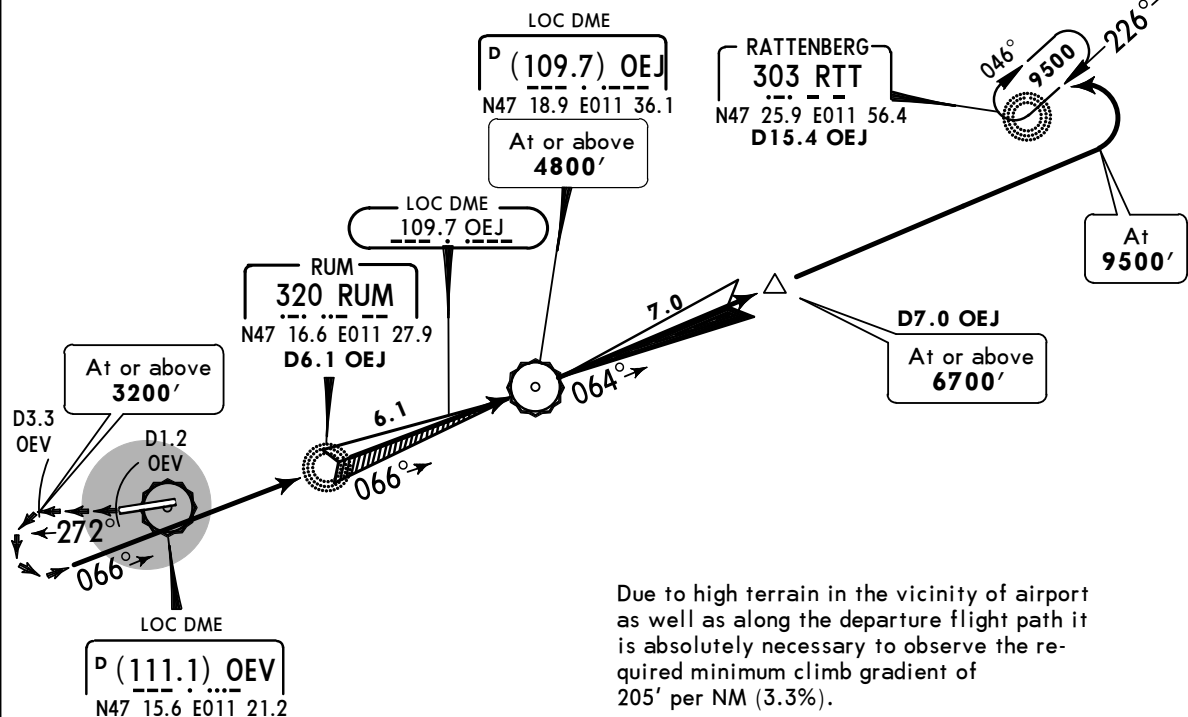 LOC DME
D (109.7) OEJ
N47 18.9 E011 36.1
At or above
4800′
RATTENBERG
303 RTT
N47 25.9 E011 56.4
D15.4 OEJ
046°
9500
226°
At
9500′
LOC DME
109.7 OEJ
RUM
320 RUM
N47 16.6 E011 27.9
D6.1 OEJ
7.0
D7.0 OEJ
At or above
6700′
064°
6.1
066°
At or above
3200′
D3.3
OEV
D1.2
OEV
272°
066°
LOC DME
D (111.1) OEV
N47 15.6 E011 21.2
Due to high terrain in the vicinity of airport
as well as along the departure flight path it
is absolutely necessary to observe the re-
quired minimum climb gradient of
205′ per NM (3.3%).